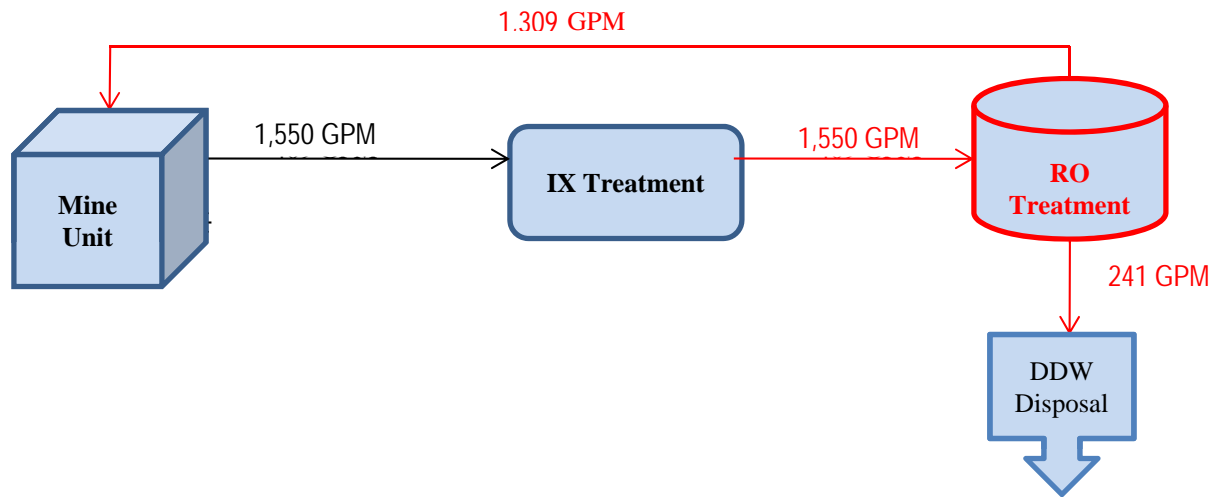 1,309 GPM
1,550 GPM
1,550 GPM
IX Treatment
RO
Treatment
Mine
Unit
241 GPM
DDW
Disposal